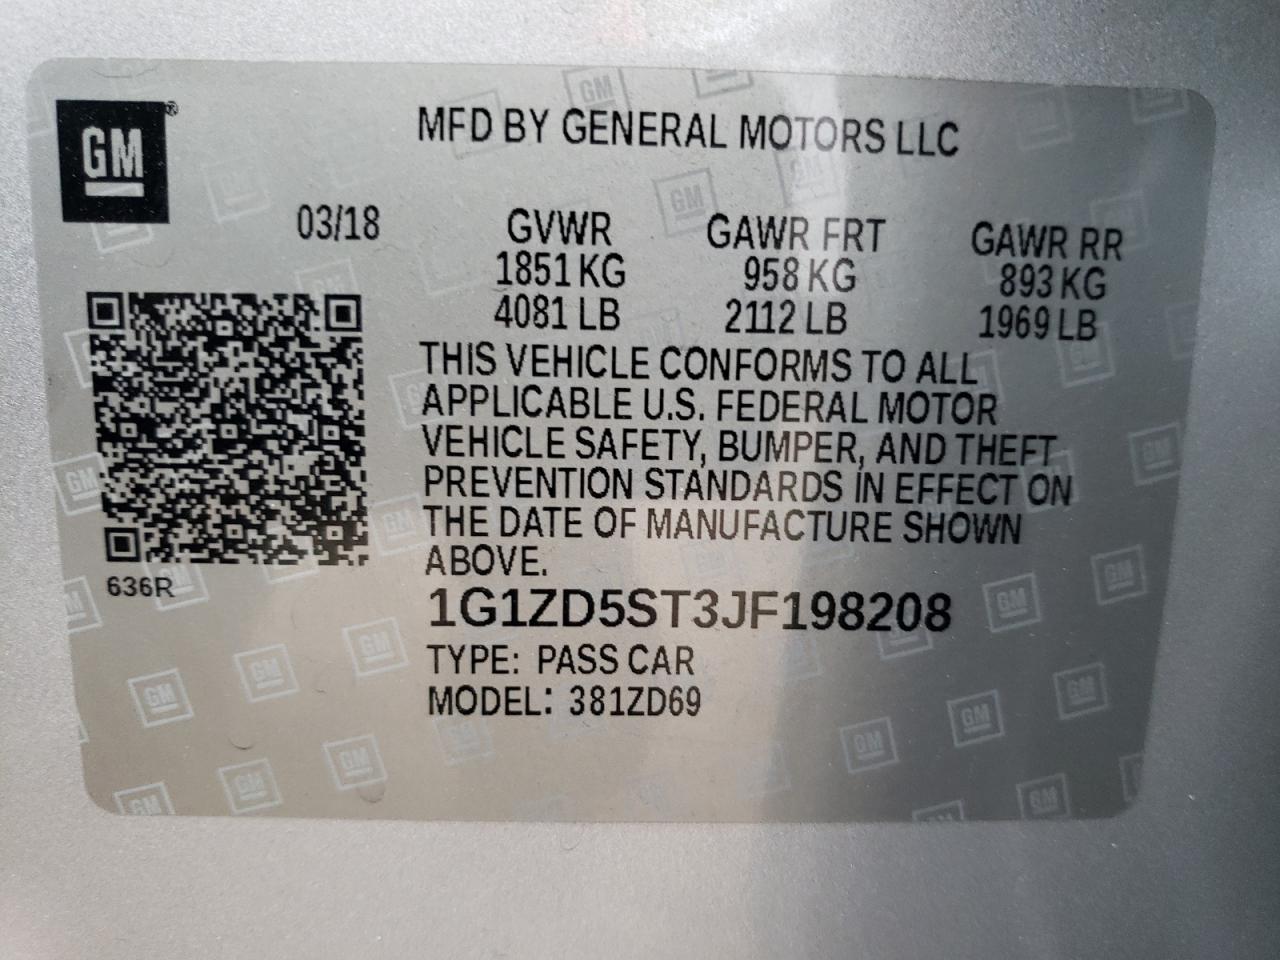 GM®
MFD BY GENERAL MOTORS LLC
03/18
GVWR
1851 KG
4081 LB
GAWR FRT
958 KG
2112 LB
GAWR RR
893 KG
1969 LB
THIS VEHICLE CONFORMS TO ALL
APPLICABLE U.S. FEDERAL MOTOR
VEHICLE SAFETY, BUMPER, AND THEFT
PREVENTION STANDARDS IN EFFECT ON
THE DATE OF MANUFACTURE SHOWN
ABOVE.
636R
1G1ZD5ST3JF198208
TYPE: PASS CAR
MODEL: 381ZD69